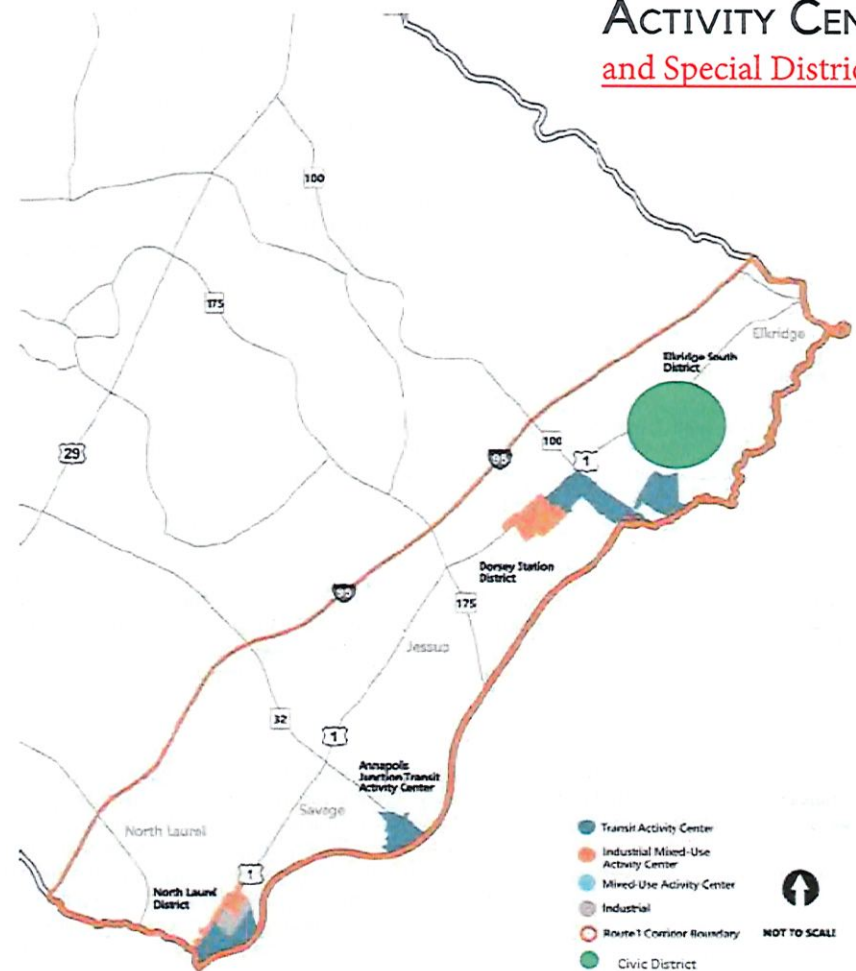 ACTIVITY CEN
and Special Distric
100
175
Elkridge
Elkridge South
District
29
100
1
95
Dorsey Station
District
95
175
Jessup
32
1
Annapolis
Junction Transit
Activity Center
Savage
North Laurel
1
North Laurel
District
Transit Activity Center
Industrial Mixed-Use
Activity Center
Mixed-Use Activity Center
Industrial
Route 1 Corridor Boundary
NOT TO SCALE
Civic District